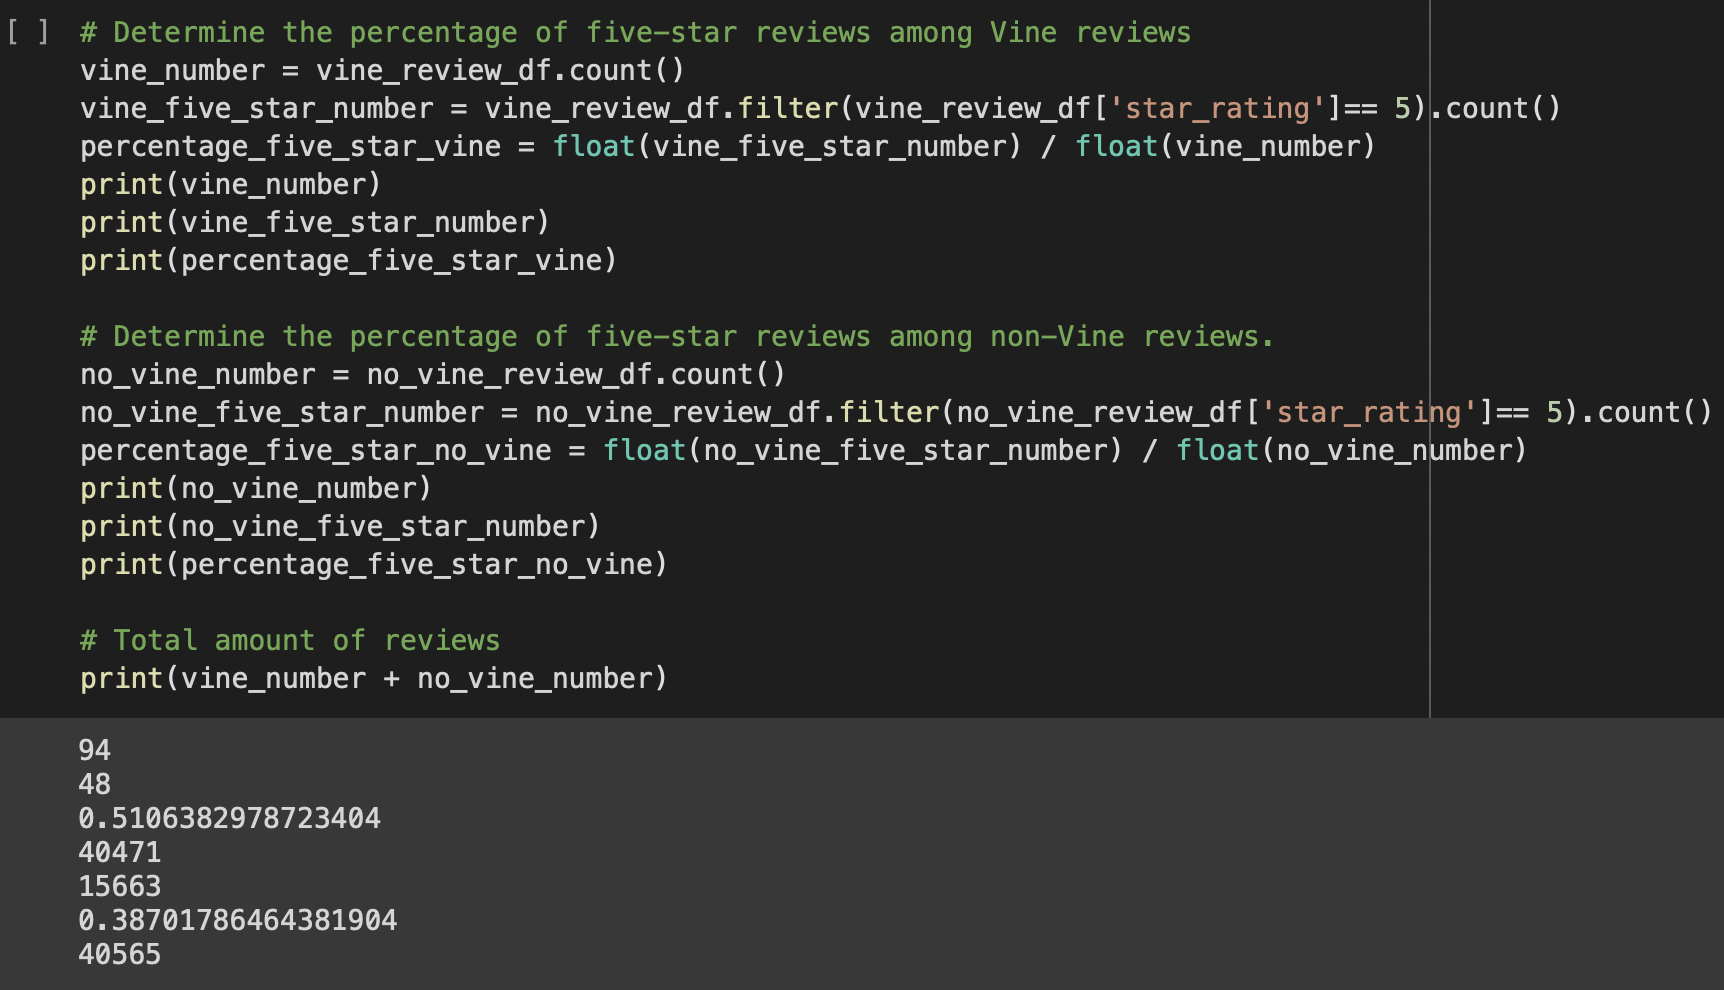 [ ] # Determine the percentage of five-star reviews among Vine reviews
vine_number = vine_review_df.count()
vine_five_star_number = vine_review_df.filter(vine_review_df['star_rating']== 5).count()
percentage_five_star_vine = float(vine_five_star_number) / float(vine_number)
print(vine_number)
print(vine_five_star_number)
print(percentage_five_star_vine)
# Determine the percentage of five-star reviews among non-Vine reviews.
no_vine_number = no_vine_review_df.count()
no_vine_five_star_number = no_vine_review_df.filter(no_vine_review_df['star_rating']== 5).count()
percentage_five_star_no_vine = float(no_vine_five_star_number) / float(no_vine_number)
print(no_vine_number)
print(no_vine_five_star_number)
print(percentage_five_star_no_vine)
# Total amount of reviews
print(vine_number + no_vine_number)
94
48
0.5106382978723404
40471
15663
0.38701786464381904
40565